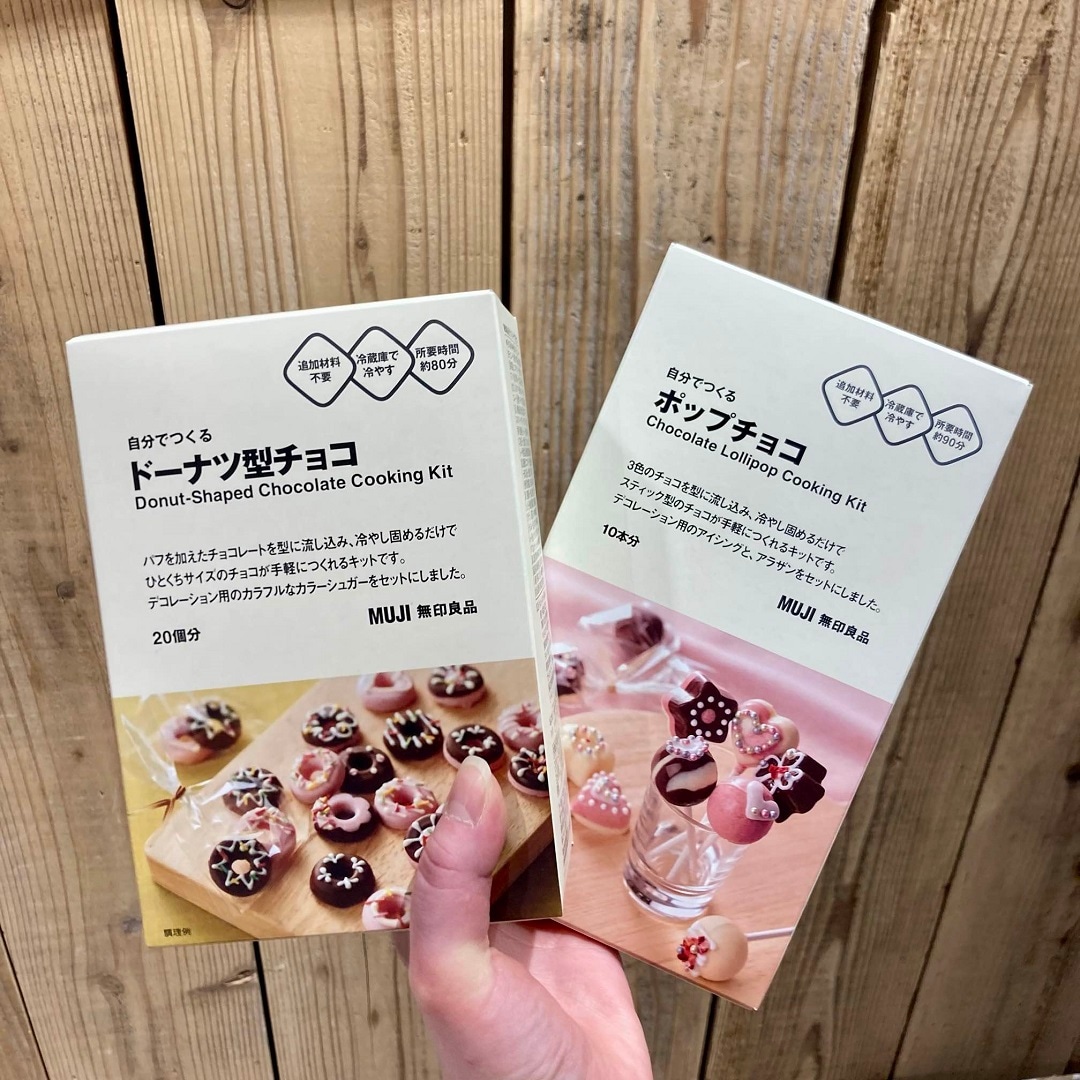 追加材料
不要
冷蔵庫で
冷やす
所要時間
約80分
自分でつくる
ドーナツ型チョコ
Donut-Shaped Chocolate Cooking Kit
パフを加えたチョコレートを型に流し込み、冷やし固めるだけで
ひとくちサイズのチョコが手軽につくれるキットです。
デコレーション用のカラフルなカラーシュガーをセットにしました。
20個分
MUJI 無印良品
調理例
追加材料
不要
冷蔵庫で
冷やす
所要時間
約90分
自分でつくる
ポップチョコ
Chocolate Lollipop Cooking Kit
3色のチョコを型に流し込み、冷やし固めるだけで
スティック型のチョコが手軽につくれるキットです。
デコレーション用のアイシングと、アラザンをセットにしました。
10本分
MUJI 無印良品